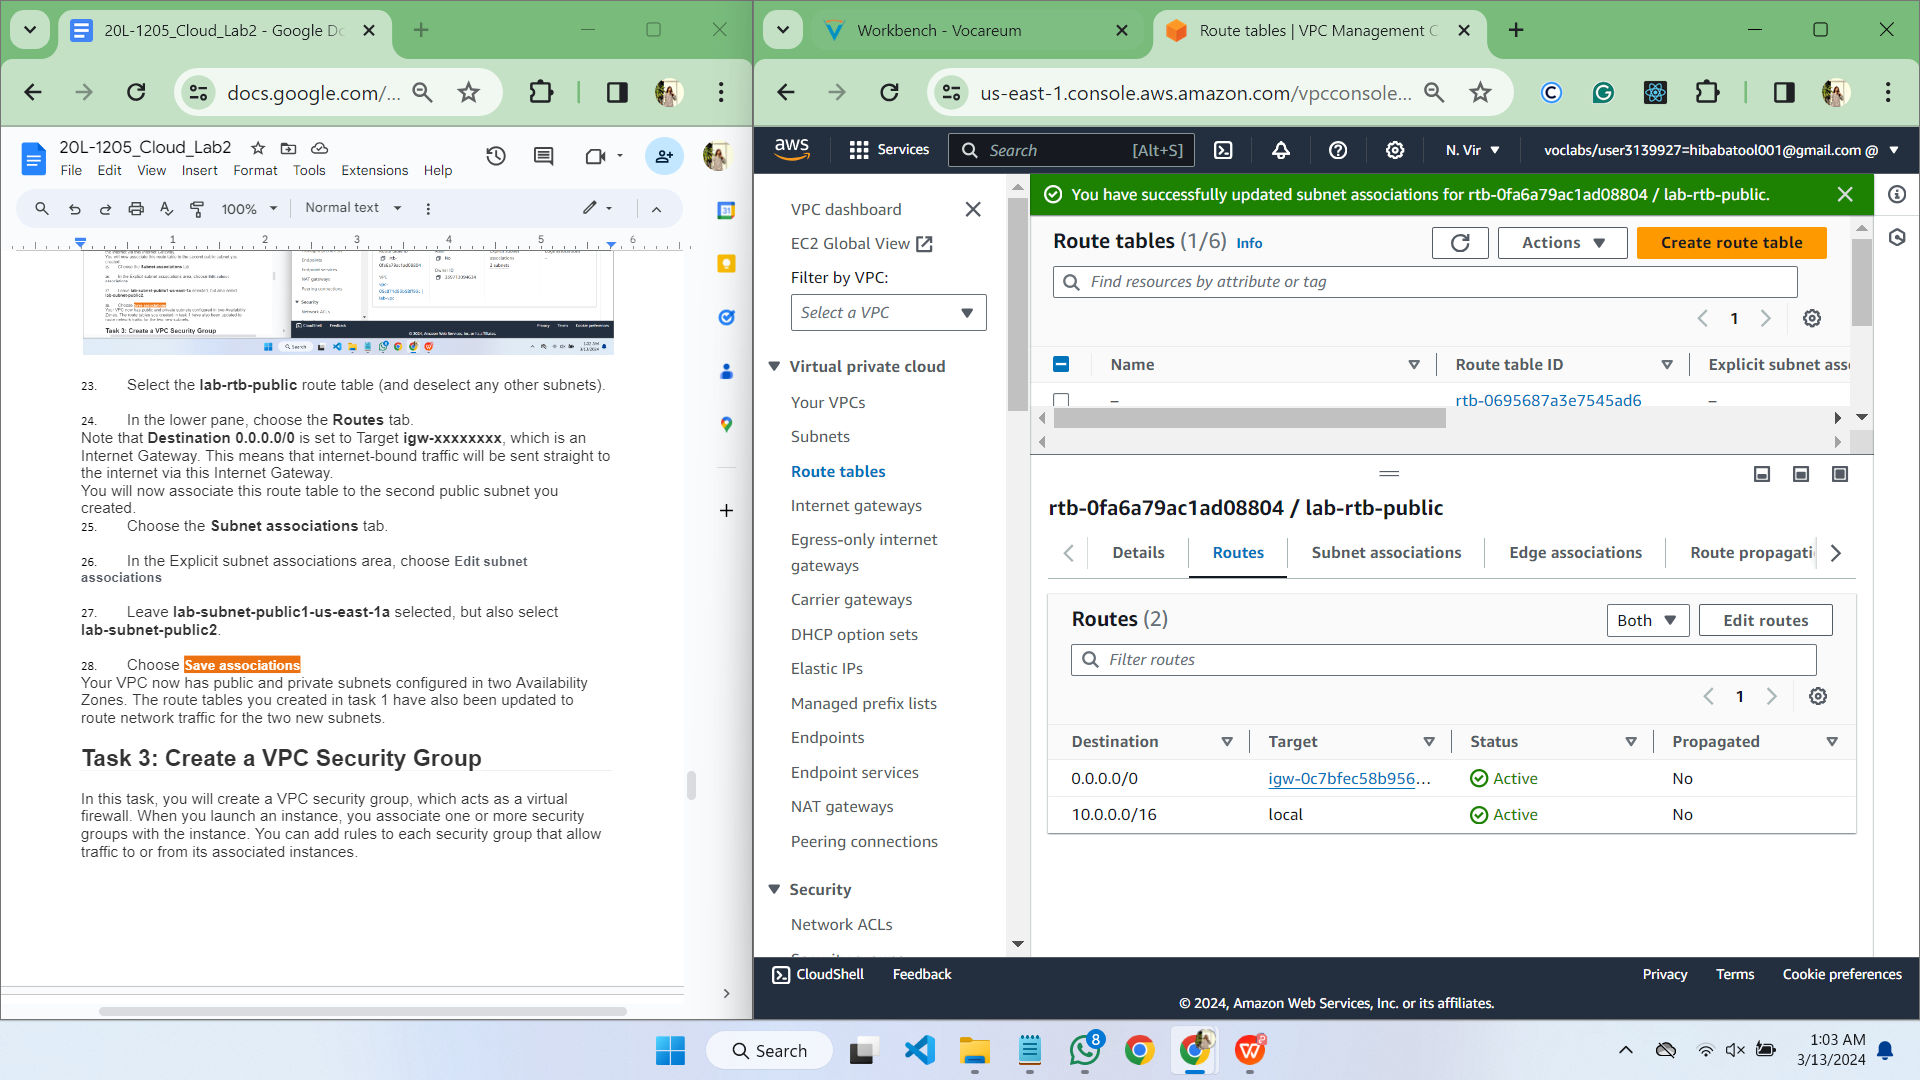 20L-1205_Cloud_Lab2 - Google Do
docs.google.com/...
20L-1205_Cloud_Lab2
File Edit View Insert Format Tools Extensions Help
100% Normal text
1 2 3 4 5 6
Task 3: Create a VPC Security Group
23. Select the lab-rtb-public route table (and deselect any other subnets).
24. In the lower pane, choose the Routes tab.
Note that Destination 0.0.0.0/0 is set to Target igw-xxxxxxxx, which is an
Internet Gateway. This means that internet-bound traffic will be sent straight to
the internet via this Internet Gateway.
You will now associate this route table to the second public subnet you
created.
25. Choose the Subnet associations tab.
26. In the Explicit subnet associations area, choose Edit subnet
associations
27. Leave lab-subnet-public1-us-east-1a selected, but also select
lab-subnet-public2.
28. Choose Save associations
Your VPC now has public and private subnets configured in two Availability
Zones. The route tables you created in task 1 have also been updated to
route network traffic for the two new subnets.
Task 3: Create a VPC Security Group
In this task, you will create a VPC security group, which acts as a virtual
firewall. When you launch an instance, you associate one or more security
groups with the instance. You can add rules to each security group that allow
traffic to or from its associated instances.
Workbench - Vocareum
Route tables | VPC Management C
us-east-1.console.aws.amazon.com/vpcconsole...
aws Services Search [Alt+S] N. Vir voclabs/user3139927=hibabatool001@gmail.com @
VPC dashboard
EC2 Global View
Filter by VPC:
Select a VPC
Virtual private cloud
Your VPCs
Subnets
Route tables
Internet gateways
Egress-only internet
gateways
Carrier gateways
DHCP option sets
Elastic IPs
Managed prefix lists
Endpoints
Endpoint services
NAT gateways
Peering connections
Security
Network ACLs
You have successfully updated subnet associations for rtb-0fa6a79ac1ad08804 / lab-rtb-public.
Route tables (1/6) Info
Actions
Create route table
Find resources by attribute or tag
1
Name Route table ID Explicit subnet asso
– rtb-0695687a3e7545ad6 –
rtb-0fa6a79ac1ad08804 / lab-rtb-public
Details Routes Subnet associations Edge associations Route propagati
Routes (2)
Both
Edit routes
Filter routes
1
Destination Target Status Propagated
0.0.0.0/0 igw-0c7bfec58b956... Active No
10.0.0.0/16 local Active No
CloudShell Feedback Privacy Terms Cookie preferences
© 2024, Amazon Web Services, Inc. or its affiliates.
Search
8
1:03 AM
3/13/2024